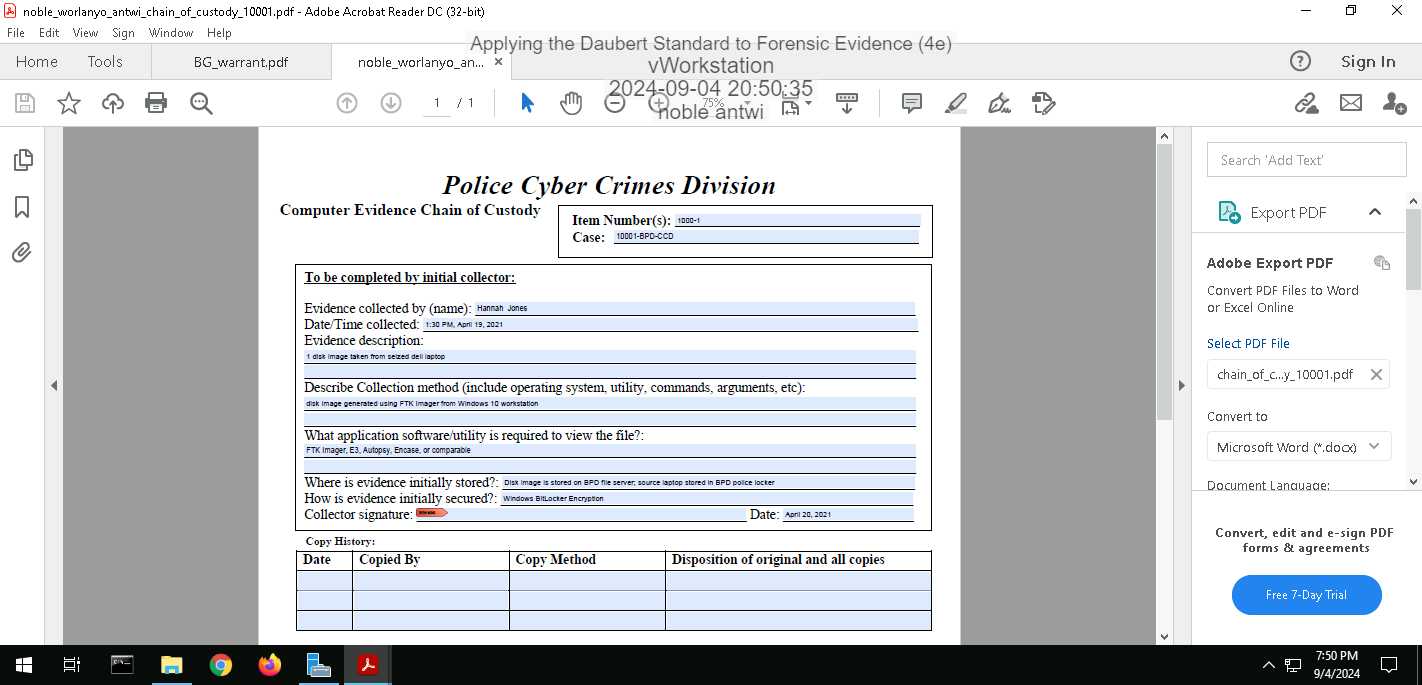 noble_worlanyo_antwi_chain_of_custody_10001.pdf - Adobe Acrobat Reader DC (32-bit)
File Edit View Sign Window Help
Applying the Daubert Standard to Forensic Evidence (4e)
vWorkstation
2024-09-04 20:50:35
noble antwi
Home Tools BG_warrant.pdf noble_worlanyo_an... Sign In
1 / 1 75%
Police Cyber Crimes Division
Computer Evidence Chain of Custody
Item Number(s): 1000-1
Case: 10001-BPD-CCD
To be completed by initial collector:
Evidence collected by (name): Hannah Jones
Date/Time collected: 1:30 PM, April 19, 2021
Evidence description:
1 disk image taken from seized dell laptop
Describe Collection method (include operating system, utility, commands, arguments, etc):
disk image generated using FTK Imager from Windows 10 workstation
What application software/utility is required to view the file?:
FTK Imager, E3, Autopsy, Encase, or comparable
Where is evidence initially stored?: Disk image is stored on BPD file server; source laptop stored in BPD police locker
How is evidence initially secured?: Windows BitLocker Encryption
Collector signature: Date: April 20, 2021
Copy History:
Date Copied By Copy Method Disposition of original and all copies
Search 'Add Text'
Export PDF
Adobe Export PDF
Convert PDF Files to Word
or Excel Online
Select PDF File
chain_of_c...y_10001.pdf
Convert to
Microsoft Word (*.docx)
Document Language:
Convert, edit and e-sign PDF
forms & agreements
Free 7-Day Trial
7:50 PM
9/4/2024